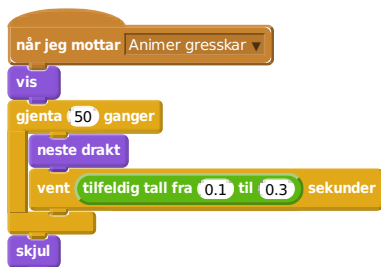 når jeg mottar Animer gresskar
vis
gjenta 50 ganger
neste drakt
vent tilfeldig tall fra 0.1 til 0.3 sekunder
skjul